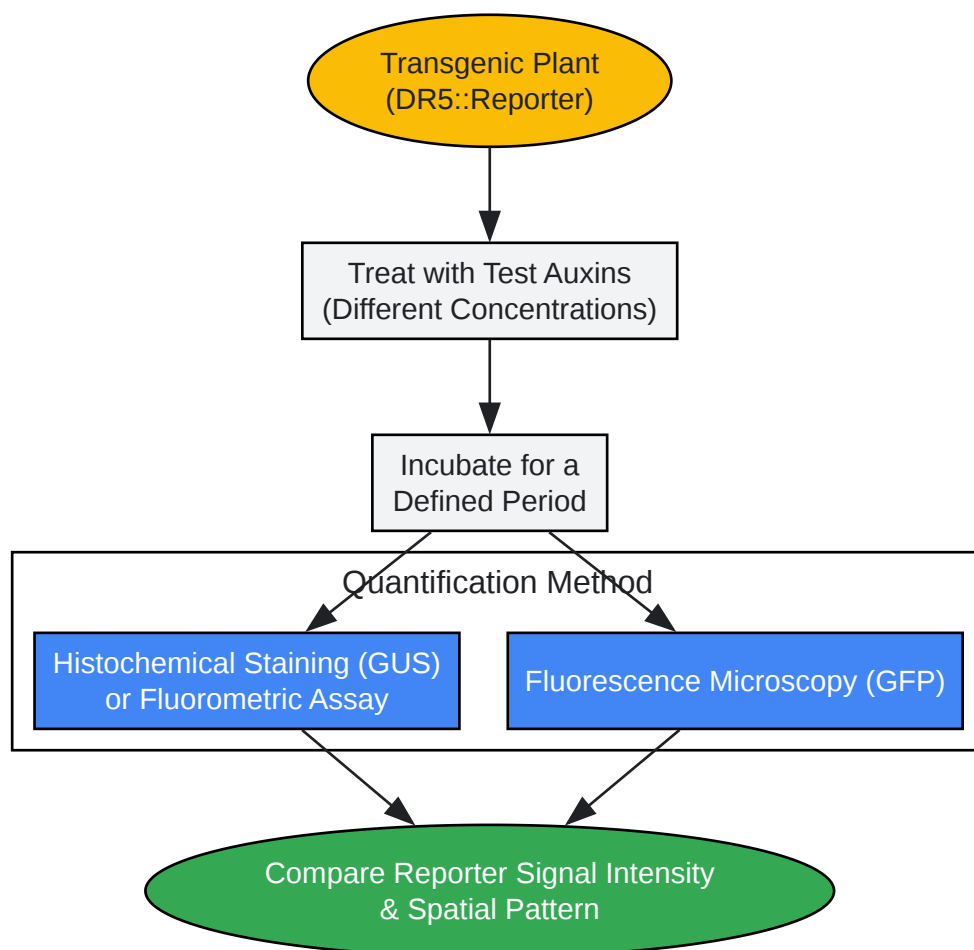 Transgenic Plant
(DR5::Reporter)
Treat with Test Auxins
(Different Concentrations)
Incubate for a
Defined Period
Quantification Method
Histochemical Staining (GUS)
or Fluorometric Assay
Fluorescence Microscopy (GFP)
Compare Reporter Signal Intensity
& Spatial Pattern